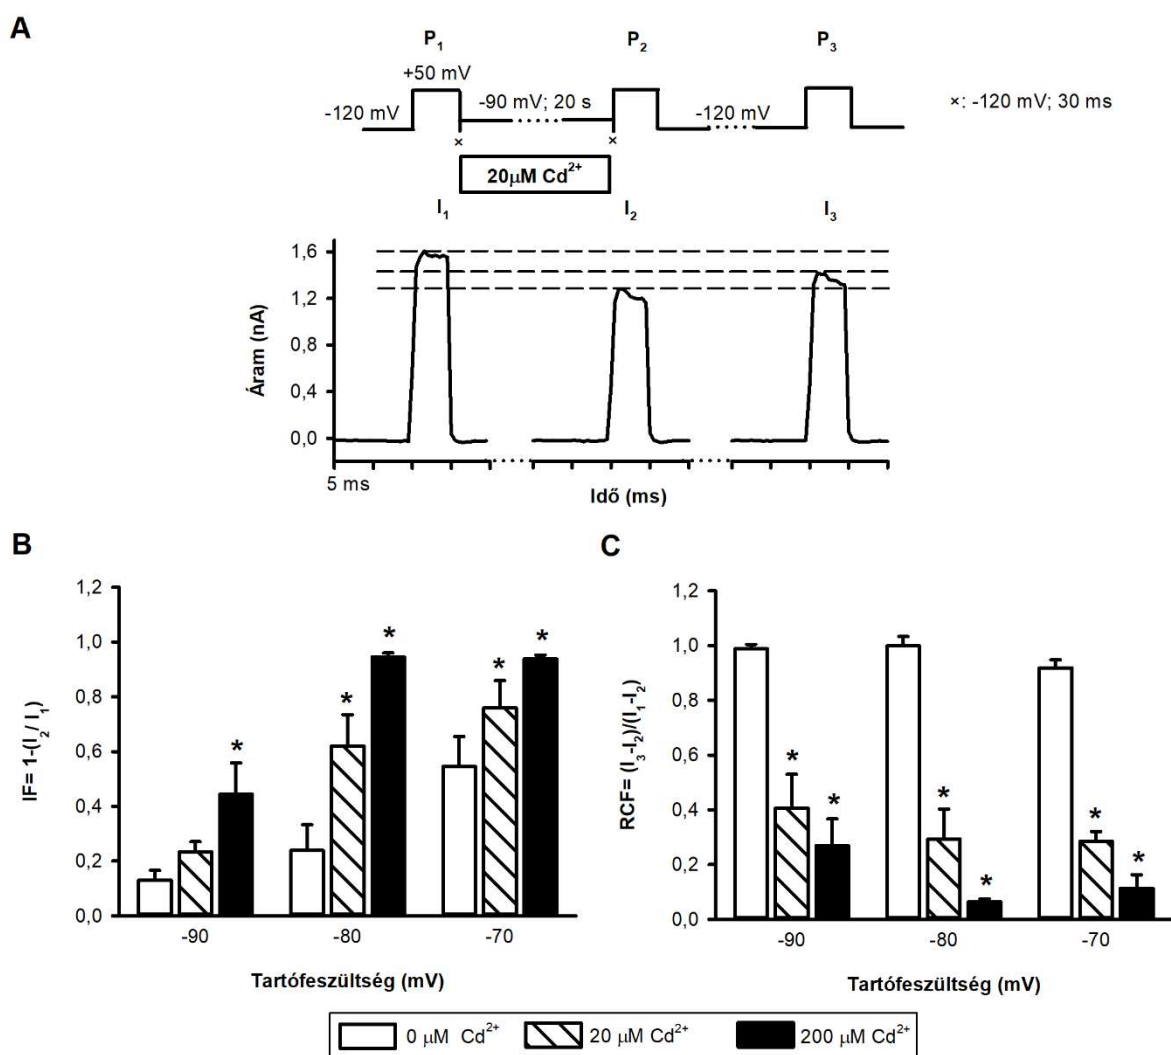 A
P₁ P₂ P₃
+50 mV
-120 mV -90 mV; 20 s -120 mV ×: -120 mV; 30 ms
× ×
20μM Cd²⁺
I₁ I₂ I₃
1,6
1,2
0,8
0,4
0,0
Áram (nA)
5 ms
Idő (ms)
B
1,2
1,0
0,8
0,6
0,4
0,2
0,0
IF= 1-(I₂/ I₁)
* * * * *
-90 -80 -70
Tartófeszültség (mV)
C
1,2
1,0
0,8
0,6
0,4
0,2
0,0
RCF= (I₃-I₂)/(I₁-I₂)
* * * * * *
-90 -80 -70
Tartófeszültség (mV)
0 μM Cd²⁺ 20 μM Cd²⁺ 200 μM Cd²⁺